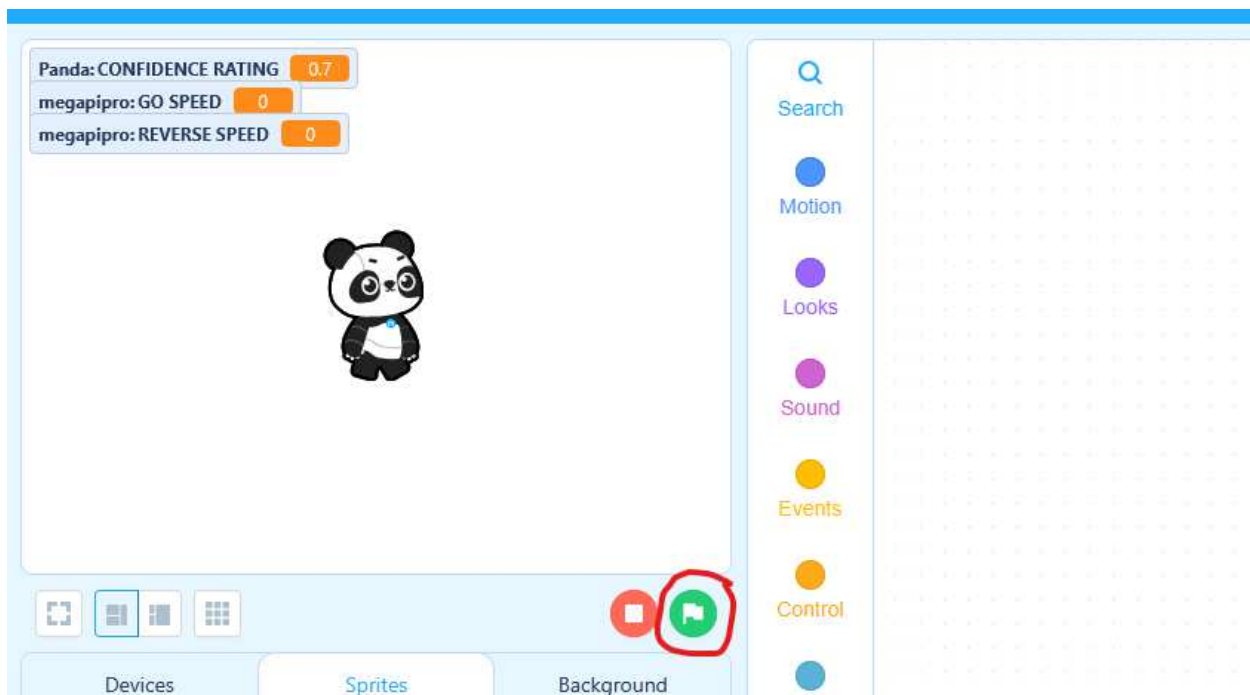 Panda: CONFIDENCE RATING 0.7
megapipro: GO SPEED 0
megapipro: REVERSE SPEED 0
Search
Motion
Looks
Sound
Events
Control
Devices Sprites Background